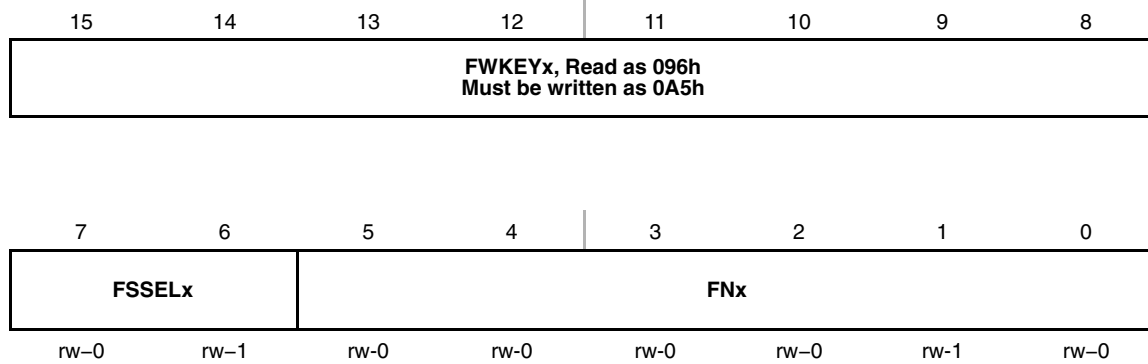 15 14 13 12 11 10 9 8
FWKEYx, Read as 096h
Must be written as 0A5h
7 6 5 4 3 2 1 0
FSSELx FNx
rw−0 rw−1 rw-0 rw-0 rw-0 rw−0 rw-1 rw−0